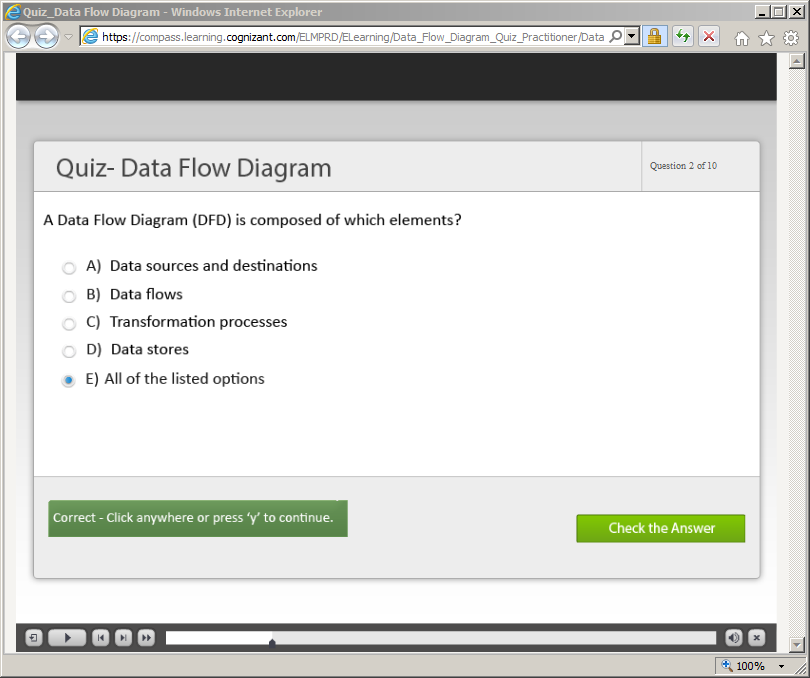 Quiz_Data Flow Diagram - Windows Internet Explorer
https://compass.learning.cognizant.com/ELMPRD/ELearning/Data_Flow_Diagram_Quiz_Practitioner/Data
Quiz- Data Flow Diagram
Question 2 of 10
A Data Flow Diagram (DFD) is composed of which elements?
A) Data sources and destinations
B) Data flows
C) Transformation processes
D) Data stores
E) All of the listed options
Correct - Click anywhere or press ‘y’ to continue.
Check the Answer
100%